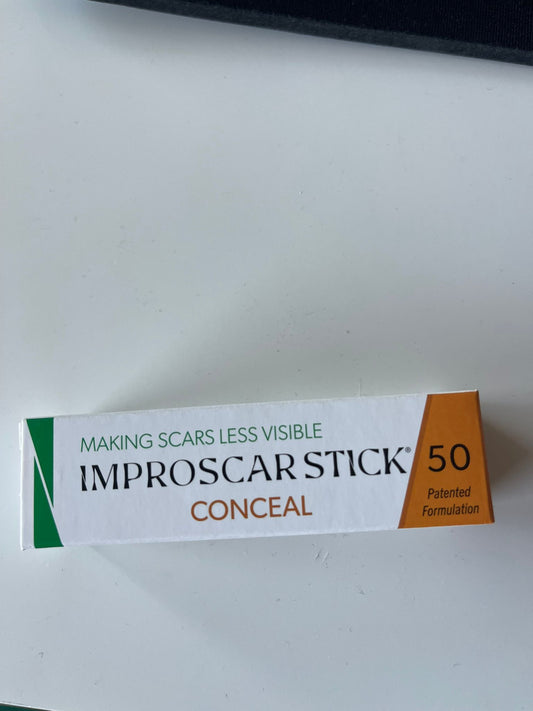 MAKING SCARS LESS VISIBLE
IMPROSCAR STICK®
CONCEAL
50
Patented
Formulation